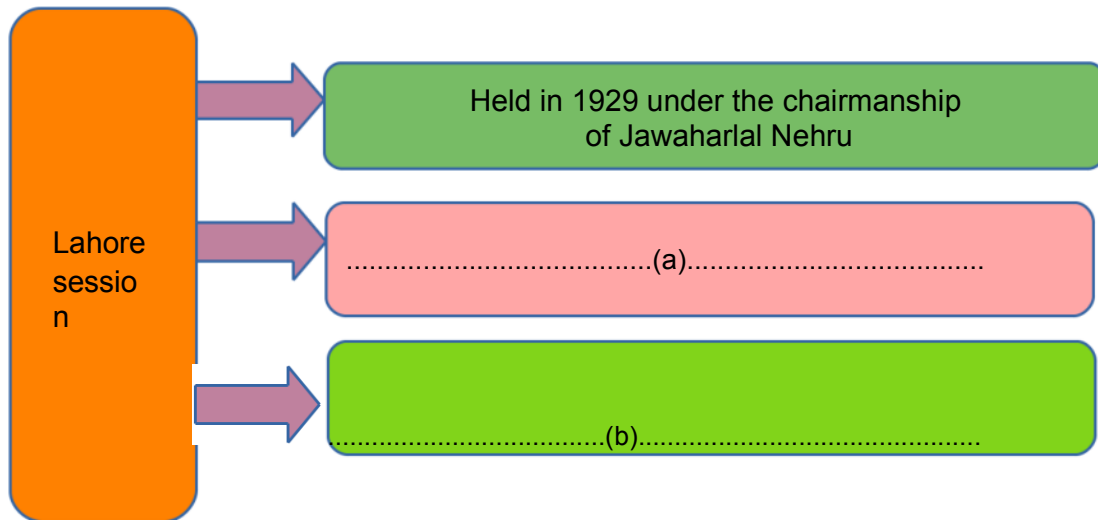 Held in 1929 under the chairmanship
of Jawaharlal Nehru
Lahore
sessio
n
........................................(a).......................................
....................................(b).............................................